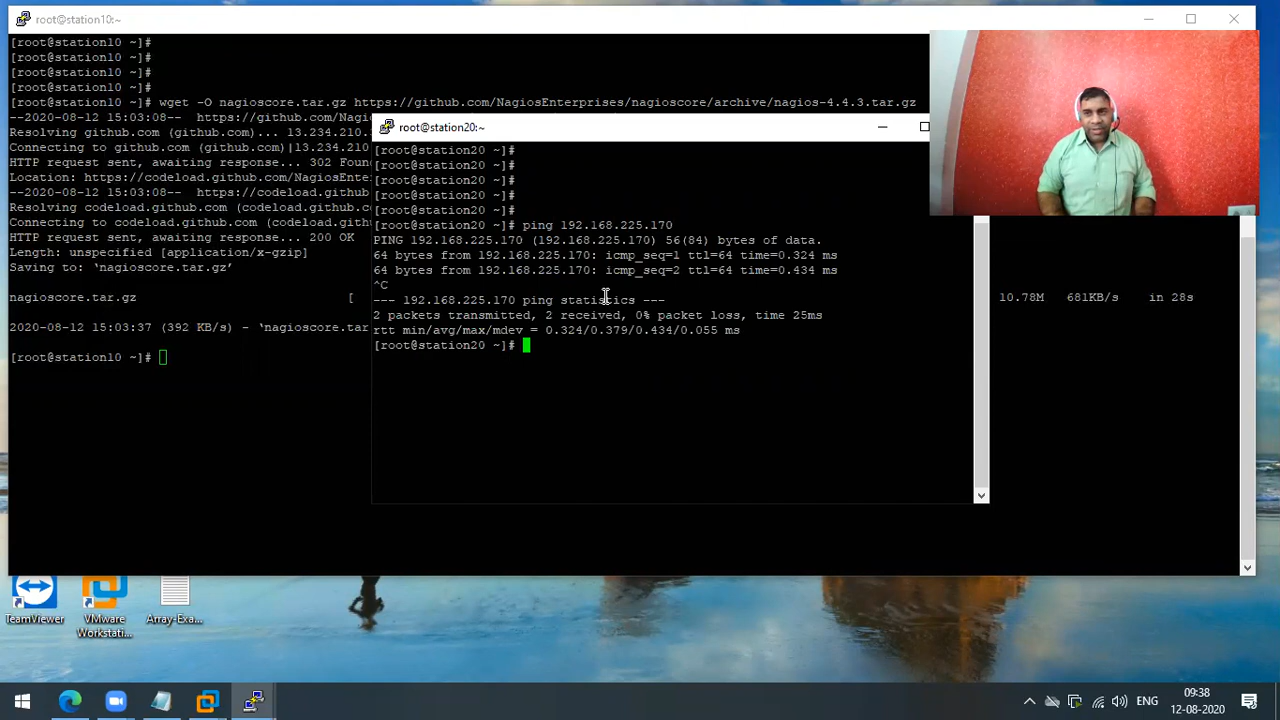 root@station10:~
[root@station10 ~]#
[root@station10 ~]#
[root@station10 ~]#
[root@station10 ~]#
[root@station10 ~]# wget -O nagioscore.tar.gz https://github.com/NagiosEnterprises/nagioscore/archive/nagios-4.4.3.tar.gz
--2020-08-12 15:03:08-- https://github.com/Nagi
Resolving github.com (github.com)... 13.234.210.
Connecting to github.com (github.com)|13.234.210
HTTP request sent, awaiting response... 302 Foun
Location: https://codeload.github.com/NagiosEnte
--2020-08-12 15:03:08-- https://codeload.github
Resolving codeload.github.com (codeload.github.c
Connecting to codeload.github.com (codeload.gith
HTTP request sent, awaiting response... 200 OK
Length: unspecified [application/x-gzip]
Saving to: ‘nagioscore.tar.gz’
nagioscore.tar.gz [ 10.78M 681KB/s in 28s
2020-08-12 15:03:37 (392 KB/s) - ‘nagioscore.tar
[root@station10 ~]#
root@station20:~
[root@station20 ~]#
[root@station20 ~]#
[root@station20 ~]#
[root@station20 ~]#
[root@station20 ~]#
[root@station20 ~]# ping 192.168.225.170
PING 192.168.225.170 (192.168.225.170) 56(84) bytes of data.
64 bytes from 192.168.225.170: icmp_seq=1 ttl=64 time=0.324 ms
64 bytes from 192.168.225.170: icmp_seq=2 ttl=64 time=0.434 ms
^C
--- 192.168.225.170 ping statistics ---
2 packets transmitted, 2 received, 0% packet loss, time 25ms
rtt min/avg/max/mdev = 0.324/0.379/0.434/0.055 ms
[root@station20 ~]#
TeamViewer
VMware
Workstati...
Array-Exa...
ENG
09:38
12-08-2020